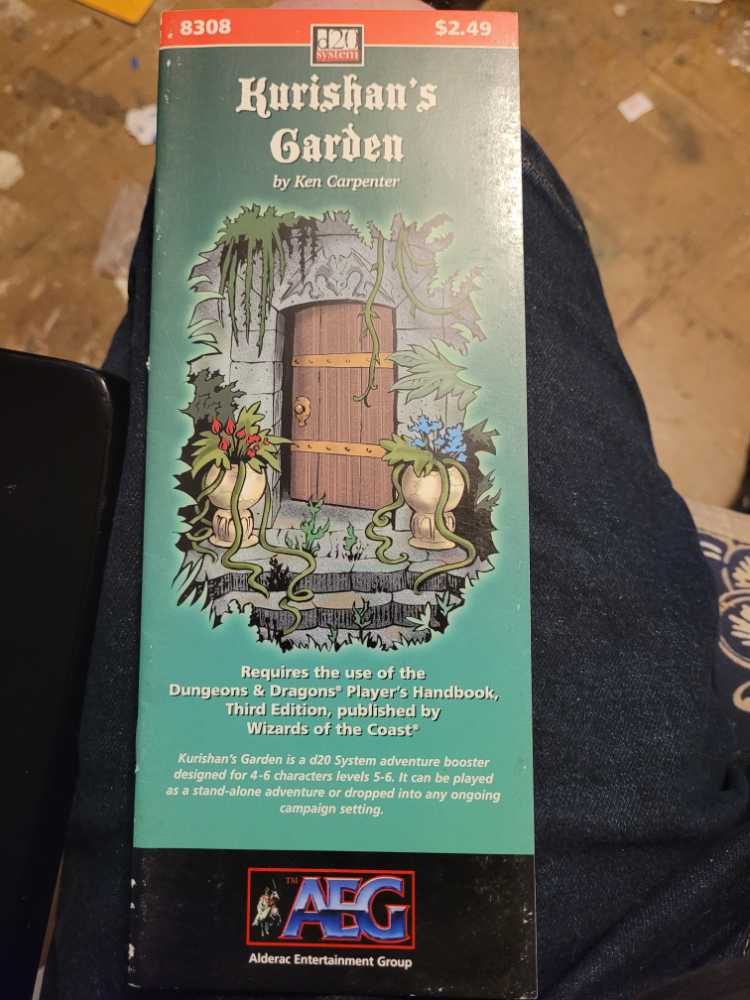 8308
$2.49
d20
system
Kurishan's
Garden
by Ken Carpenter
Requires the use of the
Dungeons & Dragons® Player's Handbook,
Third Edition, published by
Wizards of the Coast®
Kurishan's Garden is a d20 System adventure booster
designed for 4-6 characters levels 5-6. It can be played
as a stand-alone adventure or dropped into any ongoing
campaign setting.
™
AEG
Alderac Entertainment Group